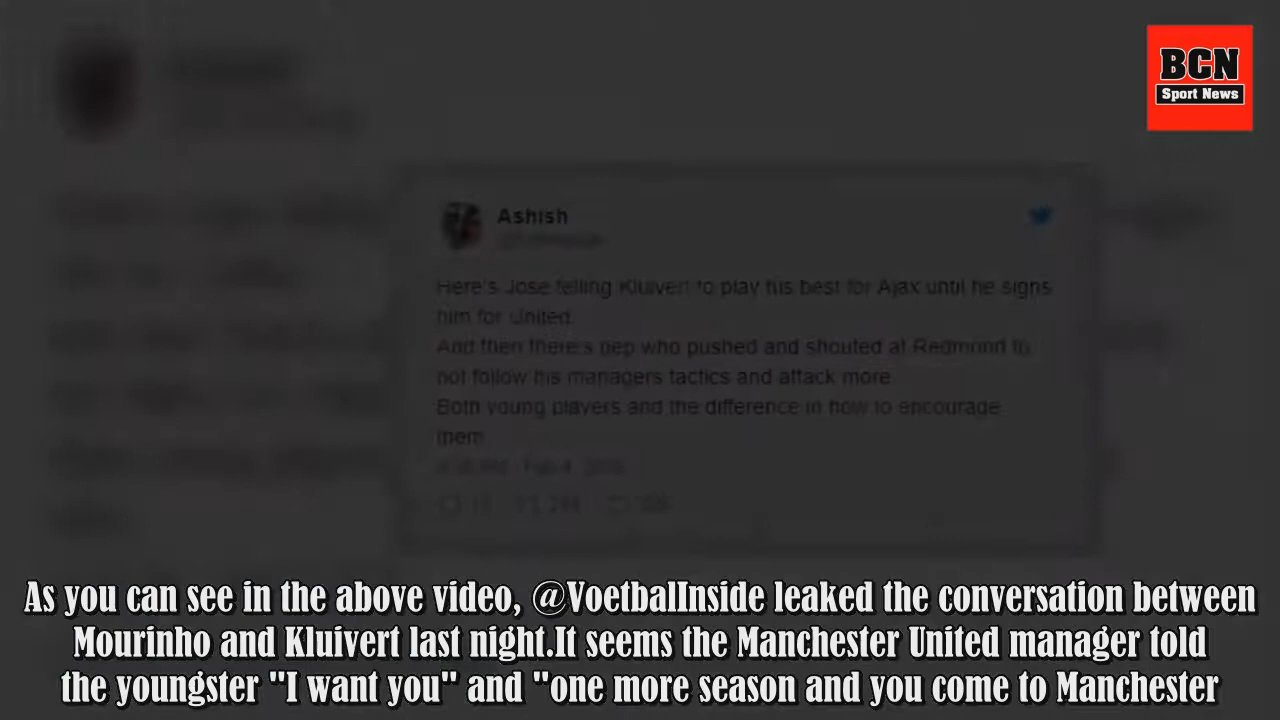 BCN
Sport News
Ashish
Here's Jose telling Kluivert to play his best for Ajax until he signs
him for United.
And then there's pep who pushed and shouted at Redmond to
not follow his managers tactics and attack more.
Both young players and the difference in how to encourage
them.
As you can see in the above video, @VoetbalInside leaked the conversation between
Mourinho and Kluivert last night.It seems the Manchester United manager told
the youngster "I want you" and "one more season and you come to Manchester